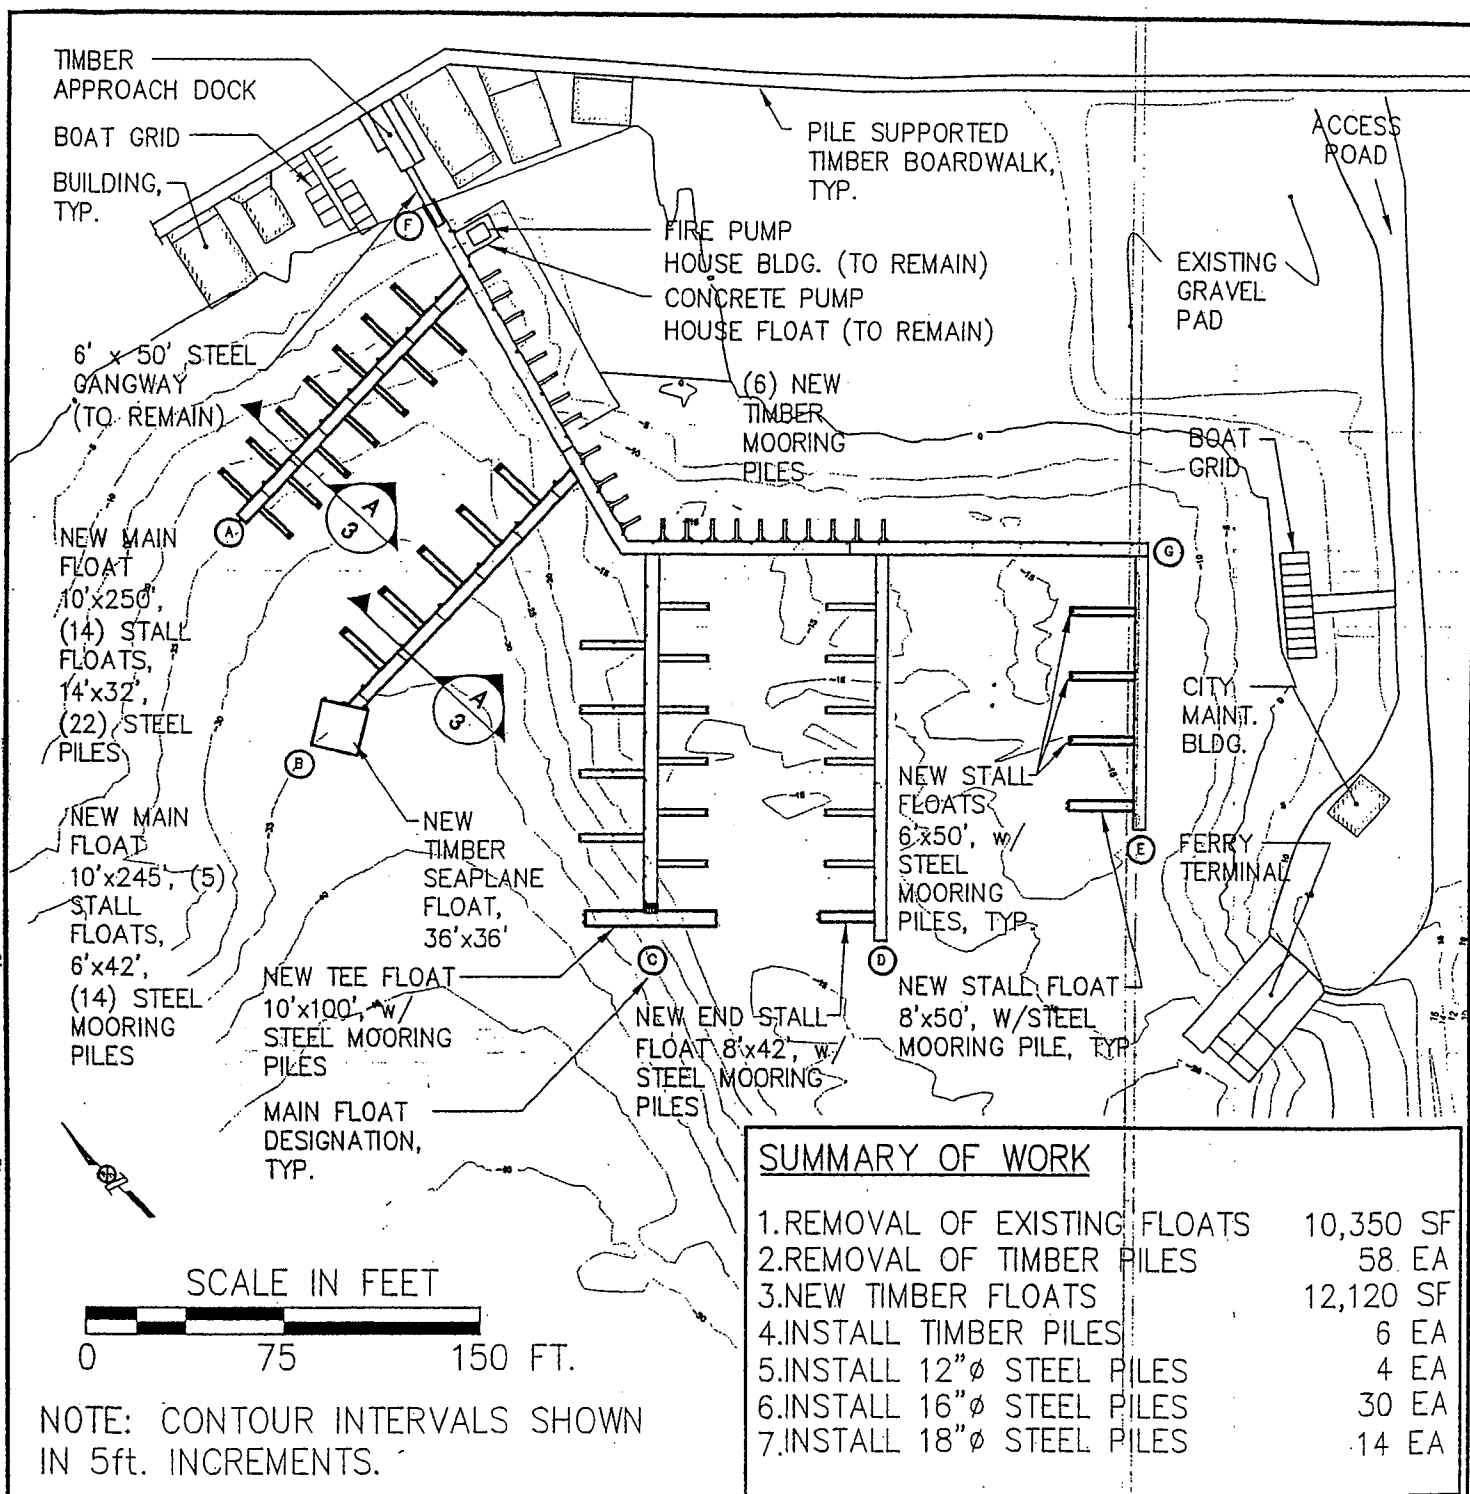 TIMBER
APPROACH DOCK
BOAT GRID
BUILDING,
TYP.
PILE SUPPORTED
TIMBER BOARDWALK,
TYP.
ACCESS
ROAD
F
FIRE PUMP
HOUSE BLDG. (TO REMAIN)
CONCRETE PUMP
HOUSE FLOAT (TO REMAIN)
EXISTING
GRAVEL
PAD
6' x 50' STEEL
GANGWAY
(TO REMAIN)
(6) NEW
TIMBER
MOORING
PILES
BOAT
GRID
A
A
3
G
NEW MAIN
FLOAT
10'x250',
(14) STALL
FLOATS,
14'x32',
(22) STEEL
PILES
A
3
B
CITY
MAINT.
BLDG.
NEW STALL
FLOATS
6'x50', w/
STEEL
MOORING
PILES, TYP.
E
FERRY
TERMINAL
NEW MAIN
FLOAT
10'x245', (5)
STALL
FLOATS,
6'x42',
(14) STEEL
MOORING
PILES
NEW
TIMBER
SEAPLANE
FLOAT,
36'x36'
C
D
NEW TEE FLOAT
10'x100', w/
STEEL MOORING
PILES
NEW END STALL
FLOAT 8'x42', w/
STEEL MOORING
PILES
NEW STALL FLOAT
8'x50', W/STEEL
MOORING PILE, TYP
MAIN FLOAT
DESIGNATION,
TYP.
N
SCALE IN FEET
0 75 150 FT.
NOTE: CONTOUR INTERVALS SHOWN
IN 5ft. INCREMENTS.
SUMMARY OF WORK
1.REMOVAL OF EXISTING FLOATS 10,350 SF
2.REMOVAL OF TIMBER PILES 58 EA
3.NEW TIMBER FLOATS 12,120 SF
4.INSTALL TIMBER PILES 6 EA
5.INSTALL 12"ø STEEL PILES 4 EA
6.INSTALL 16"ø STEEL PILES 30 EA
7.INSTALL 18"ø STEEL PILES 14 EA